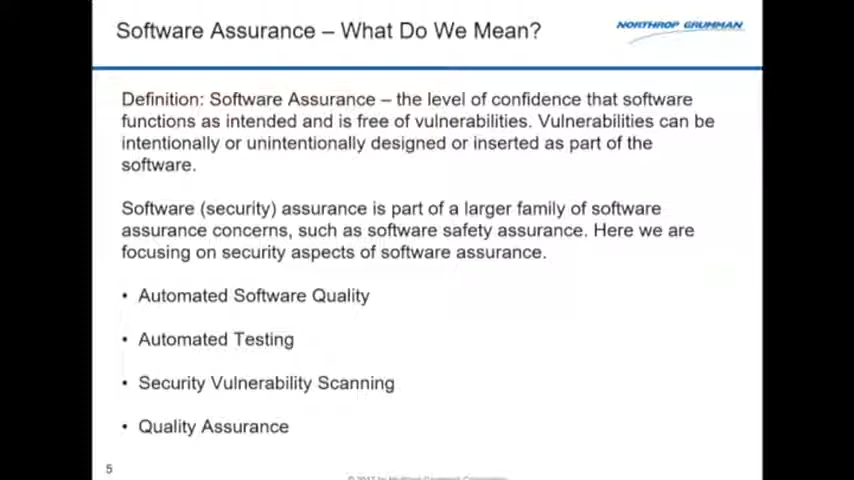 Software Assurance – What Do We Mean?
NORTHROP GRUMMAN
Definition: Software Assurance – the level of confidence that software
functions as intended and is free of vulnerabilities. Vulnerabilities can be
intentionally or unintentionally designed or inserted as part of the
software.
Software (security) assurance is part of a larger family of software
assurance concerns, such as software safety assurance. Here we are
focusing on security aspects of software assurance.
• Automated Software Quality
• Automated Testing
• Security Vulnerability Scanning
• Quality Assurance
5